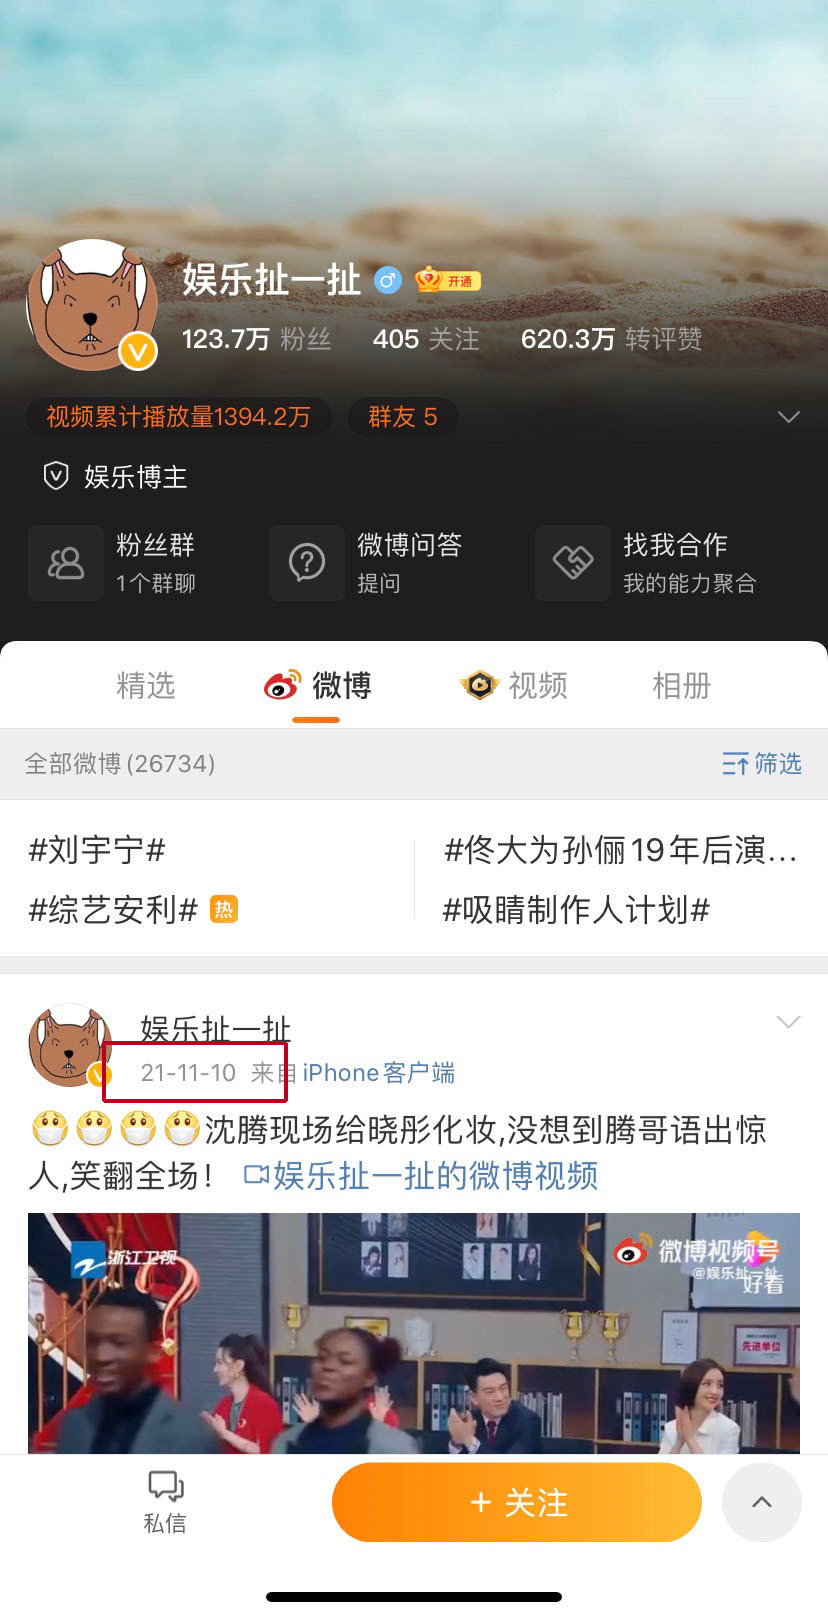 娱乐扯一扯
开通
123.7万 粉丝 405 关注 620.3万 转评赞
视频累计播放量1394.2万 群友 5
娱乐博主
粉丝群 微博问答 找我合作
1个群聊 提问 我的能力聚合
精选 微博 视频 相册
全部微博(26734) 筛选
#刘宇宁# #佟大为孙俪19年后演...
#综艺安利# 热 #吸睛制作人计划#
娱乐扯一扯
21-11-10 来自 iPhone客户端
沈腾现场给晓彤化妆,没想到腾哥语出惊
人,笑翻全场! 娱乐扯一扯的微博视频
浙江卫视 微博视频号
@娱乐扯一扯
好看
先进单位
私信 + 关注